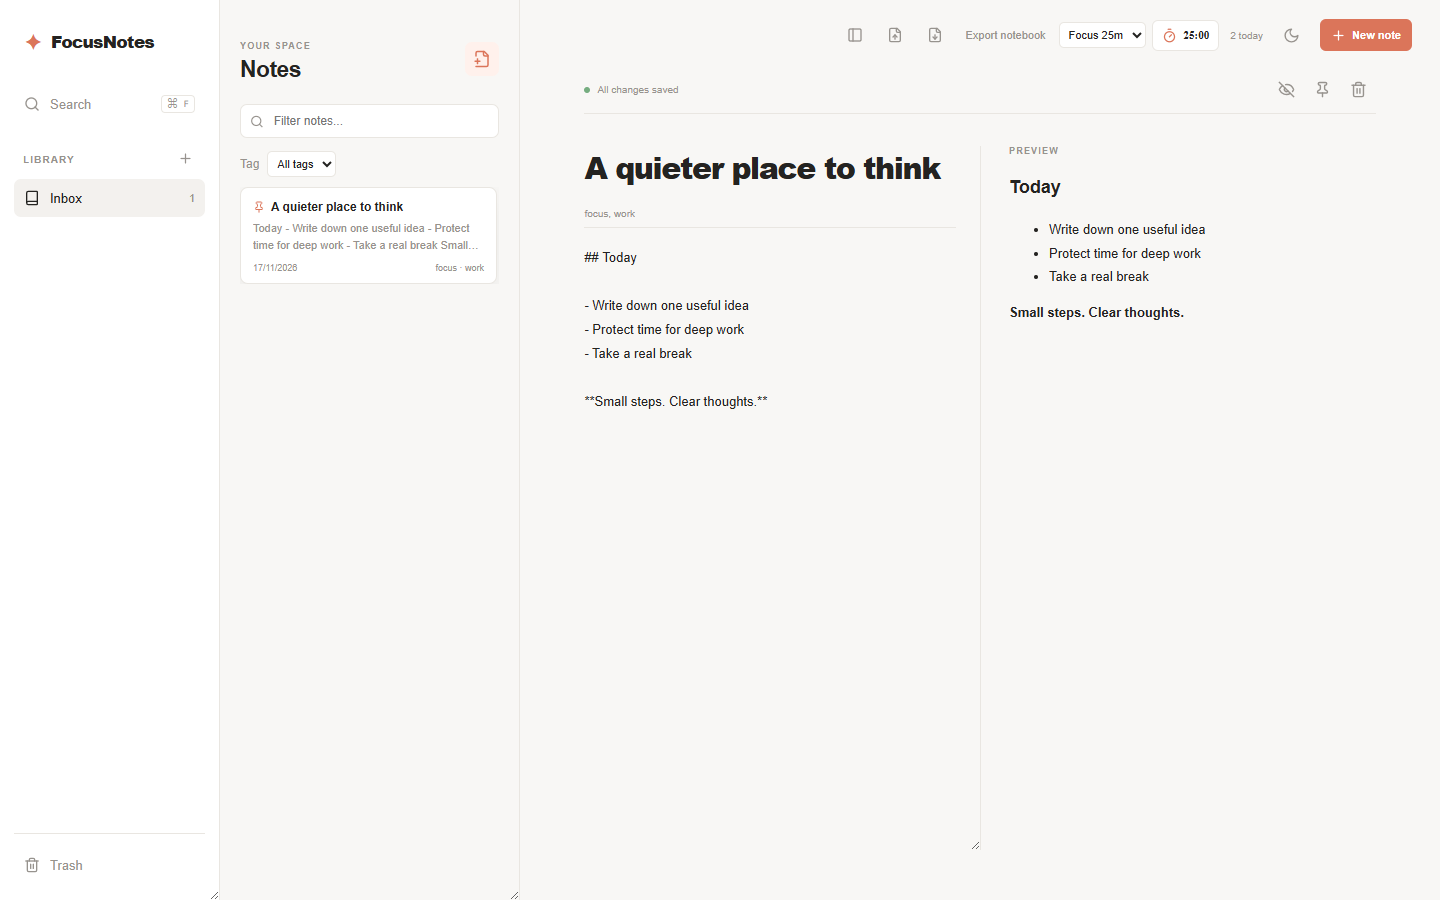 FocusNotes
Search
⌘ F
LIBRARY
Inbox
1
Trash
YOUR SPACE
Notes
Filter notes...
Tag
All tags
A quieter place to think
Today - Write down one useful idea - Protect
time for deep work - Take a real break Small...
17/11/2026
focus · work
Export notebook
Focus 25m
25:00
2 today
New note
All changes saved
A quieter place to think
focus, work
## Today
- Write down one useful idea
- Protect time for deep work
- Take a real break
**Small steps. Clear thoughts.**
PREVIEW
Today
• Write down one useful idea
• Protect time for deep work
• Take a real break
Small steps. Clear thoughts.